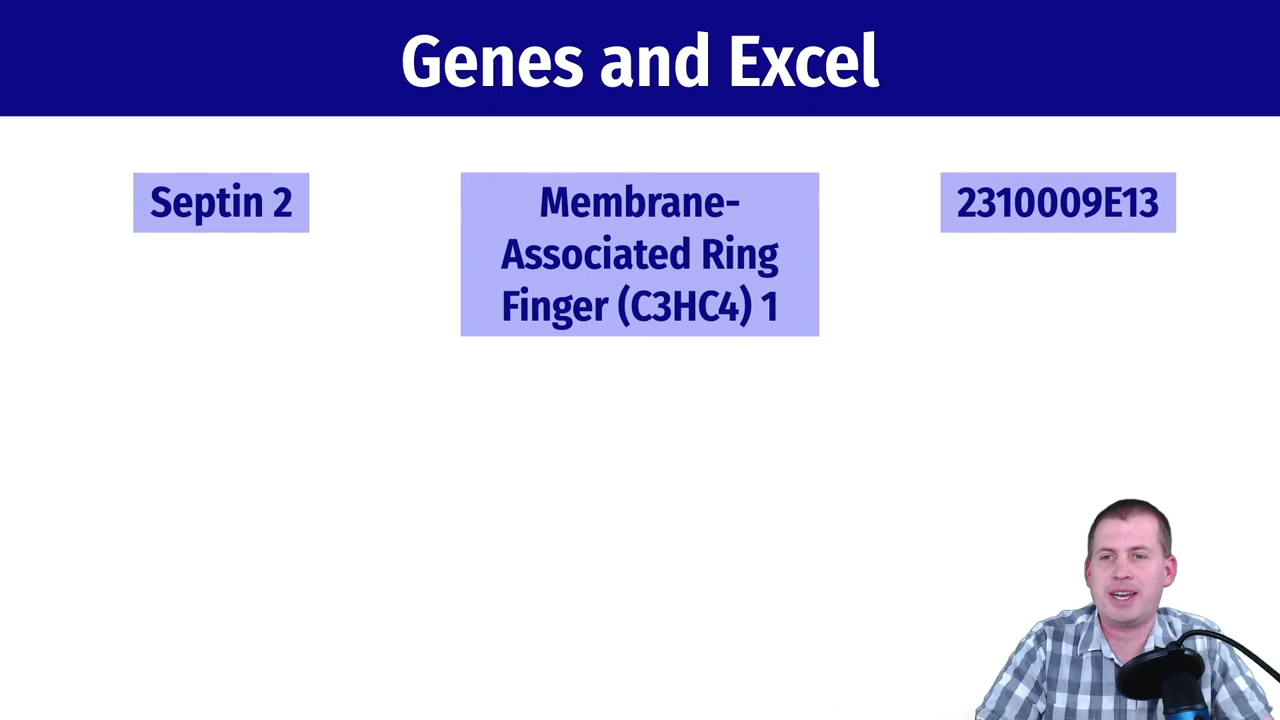 Genes and Excel
Septin 2
Membrane-
Associated Ring
Finger (C3HC4) 1
2310009E13